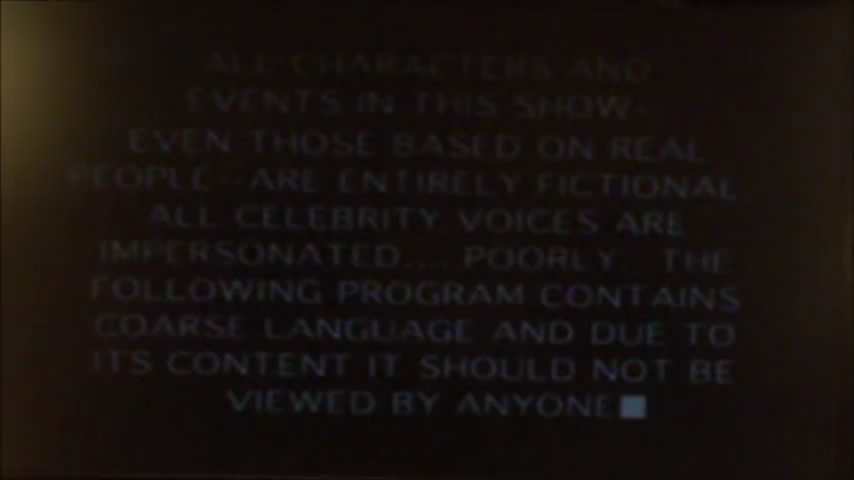 ALL CHARACTERS AND
EVENTS IN THIS SHOW--
EVEN THOSE BASED ON REAL
PEOPLE--ARE ENTIRELY FICTIONAL
ALL CELEBRITY VOICES ARE
IMPERSONATED.....POORLY. THE
FOLLOWING PROGRAM CONTAINS
COARSE LANGUAGE AND DUE TO
ITS CONTENT IT SHOULD NOT BE
VIEWED BY ANYONE